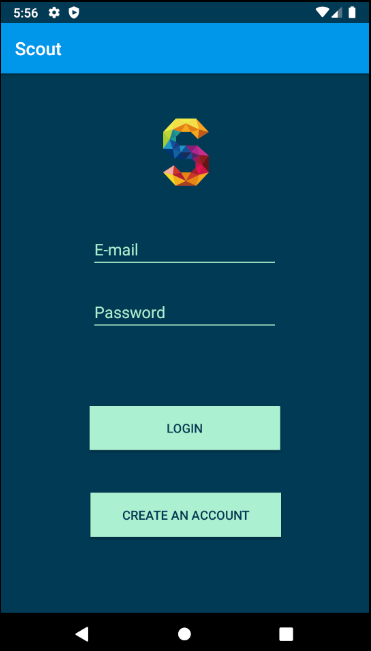 5:56
Scout
S
E-mail
Password
LOGIN
CREATE AN ACCOUNT